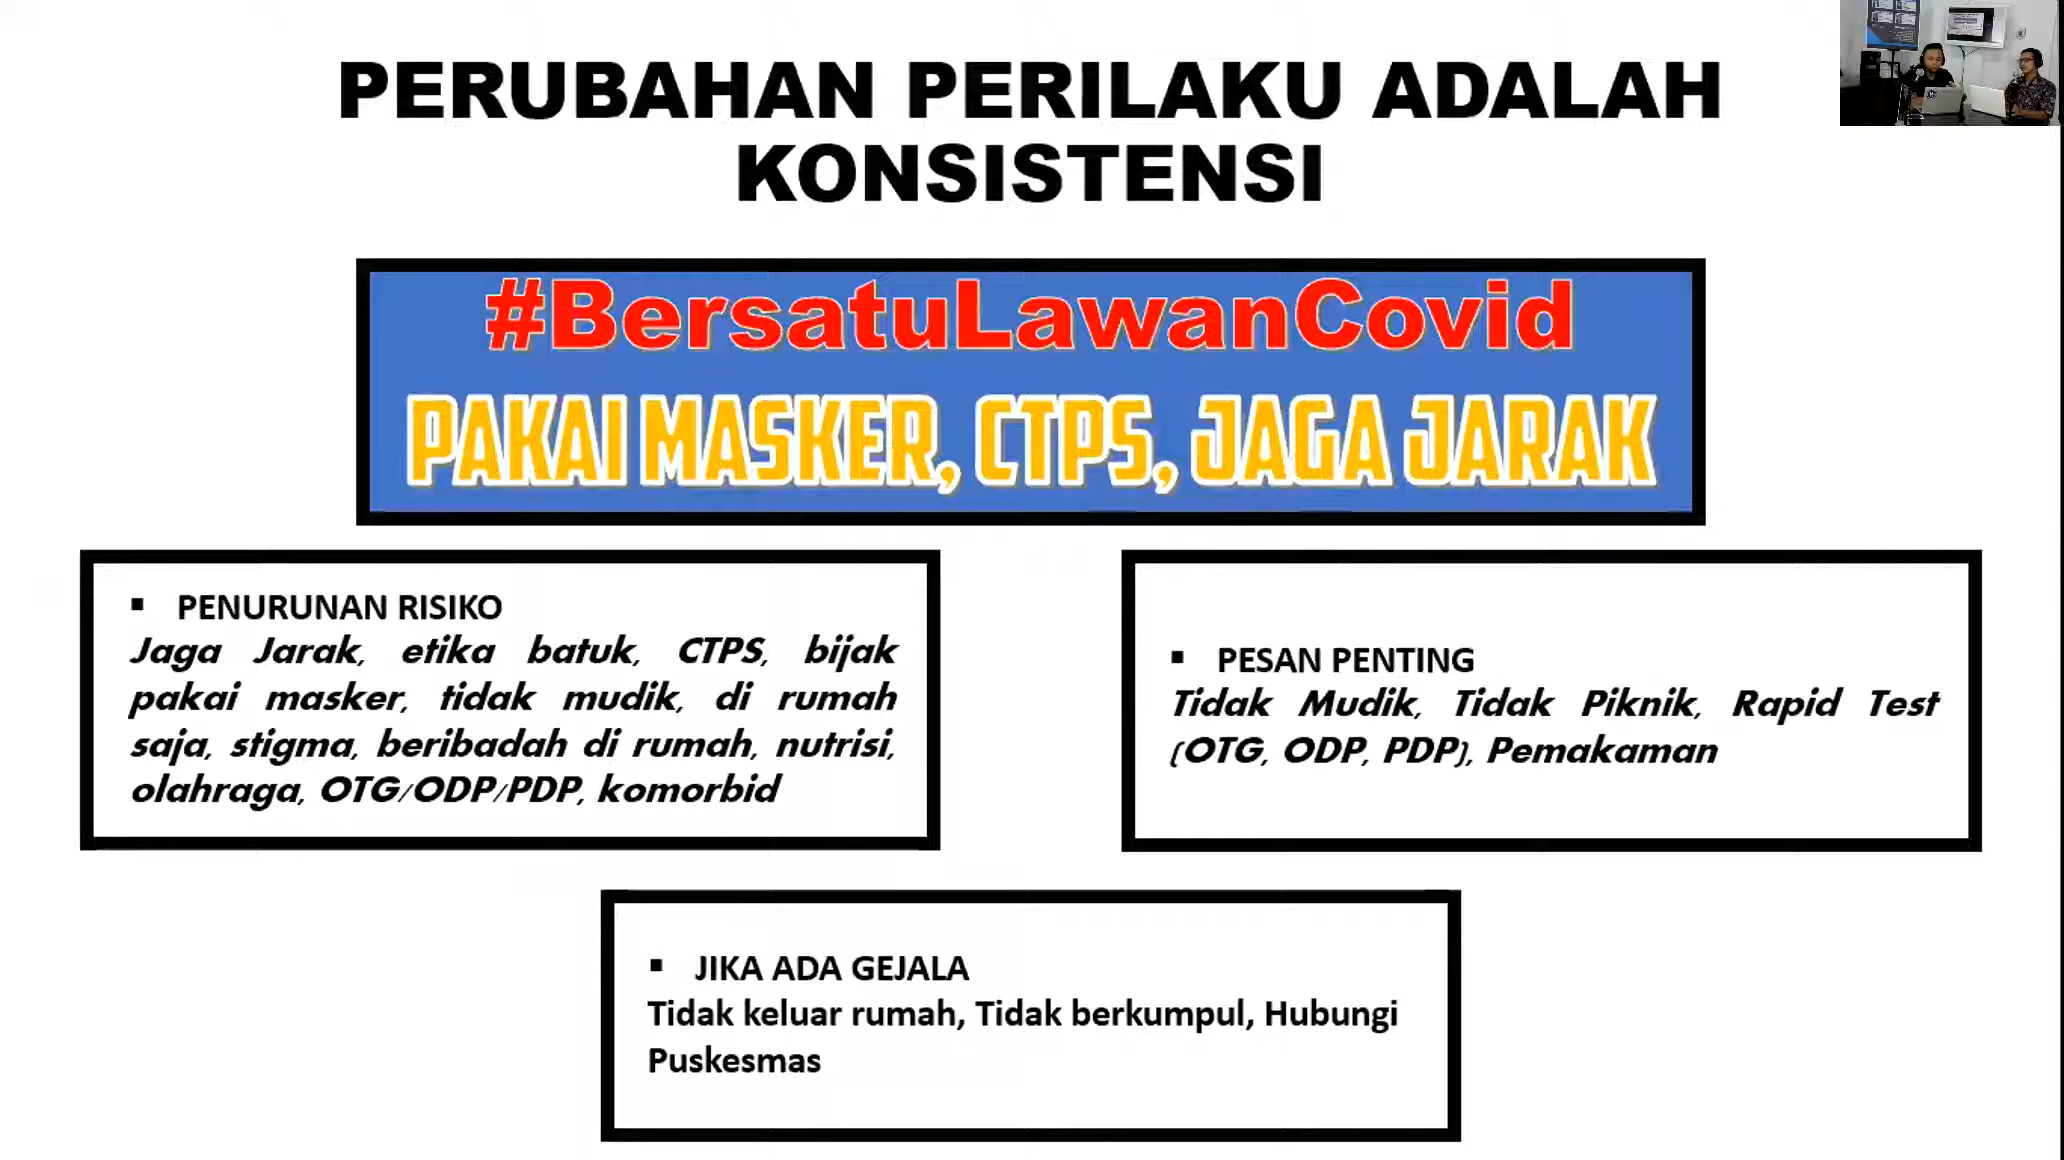 PERUBAHAN PERILAKU ADALAH
KONSISTENSI
#BersatuLawanCovid
PAKAI MASKER, CTPS, JAGA JARAK
▪ PENURUNAN RISIKO
Jaga Jarak, etika batuk, CTPS, bijak
pakai masker, tidak mudik, di rumah
saja, stigma, beribadah di rumah, nutrisi,
olahraga, OTG/ODP/PDP, komorbid
▪ PESAN PENTING
Tidak Mudik, Tidak Piknik, Rapid Test
(OTG, ODP, PDP), Pemakaman
▪ JIKA ADA GEJALA
Tidak keluar rumah, Tidak berkumpul, Hubungi
Puskesmas